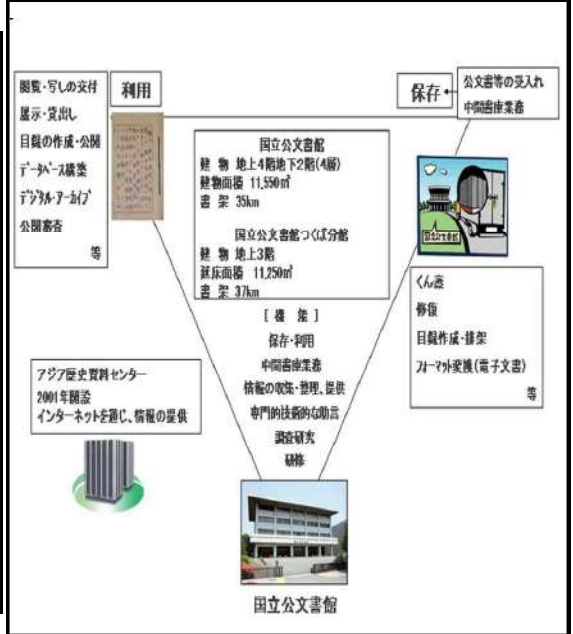 閲覧・写しの交付
展示・貸出し
目録の作成・公開
データベース構築
デジタル・アーカイブ
公開審査
等
利用
保存
公文書等の受入れ
中間書庫業務
国立公文書館
建 物 地上4階地下2階(4層)
建物面積 11,550㎡
書 架 35km
国立公文書館つくば分館
建 物 地上3階
延床面積 11,250㎡
書 架 37km
[ 機 能 ]
保存・利用
中間書庫業務
情報の収集・整理、提供
専門的技術的な助言
調査研究
研修
国立公文書館
くん蒸
修復
目録作成・排架
フォーマット変換(電子文書)
等
アジア歴史資料センター
2001年開設
インターネットを通じ、情報の提供
国立公文書館